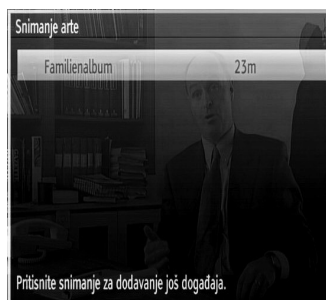 Snimanje arte
Familienalbum 23m
Pritisnite snimanje za dodavanje još događaja.